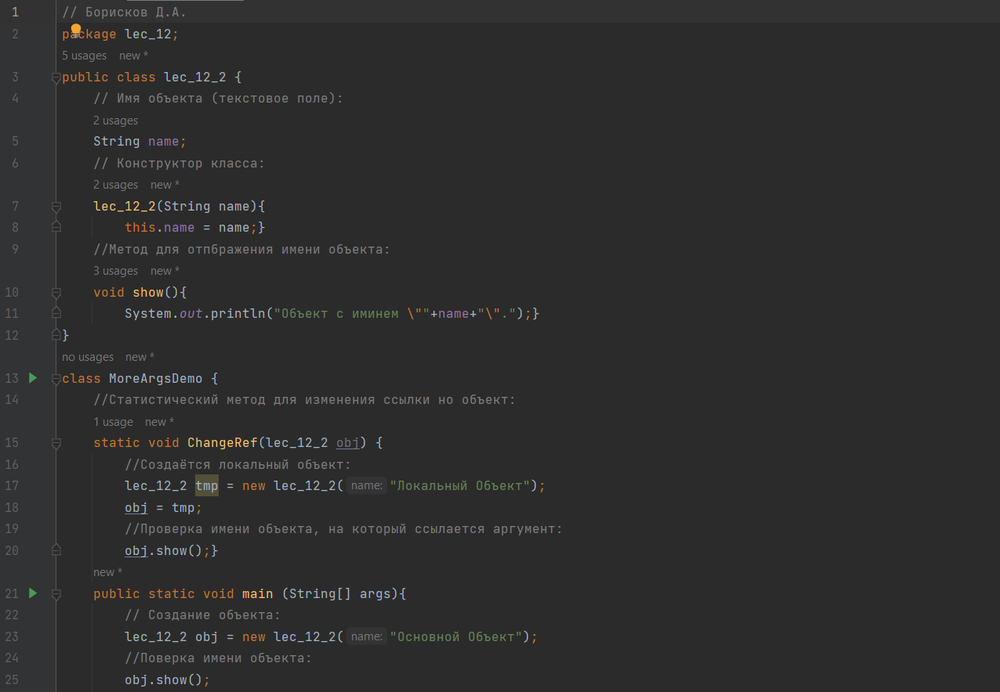 1 // Борисков Д.А.
2 package lec_12;
5 usages new *
3 public class lec_12_2 {
4 // Имя объекта (текстовое поле):
2 usages
5 String name;
6 // Конструктор класса:
2 usages new *
7 lec_12_2(String name){
8 this.name = name;}
9 //Метод для отпбражения имени объекта:
3 usages new *
10 void show(){
11 System.out.println("Объект с иминем \""+name+"\".");}
12 }
no usages new *
13 class MoreArgsDemo {
14 //Статистический метод для изменения ссылки но объект:
1 usage new *
15 static void ChangeRef(lec_12_2 obj) {
16 //Создаётся локальный объект:
17 lec_12_2 tmp = new lec_12_2( name: "Локальный Объект");
18 obj = tmp;
19 //Проверка имени объекта, на который ссылается аргумент:
20 obj.show();}
new *
21 public static void main (String[] args){
22 // Создание объекта:
23 lec_12_2 obj = new lec_12_2( name: "Основной Объект");
24 //Поверка имени объекта:
25 obj.show();